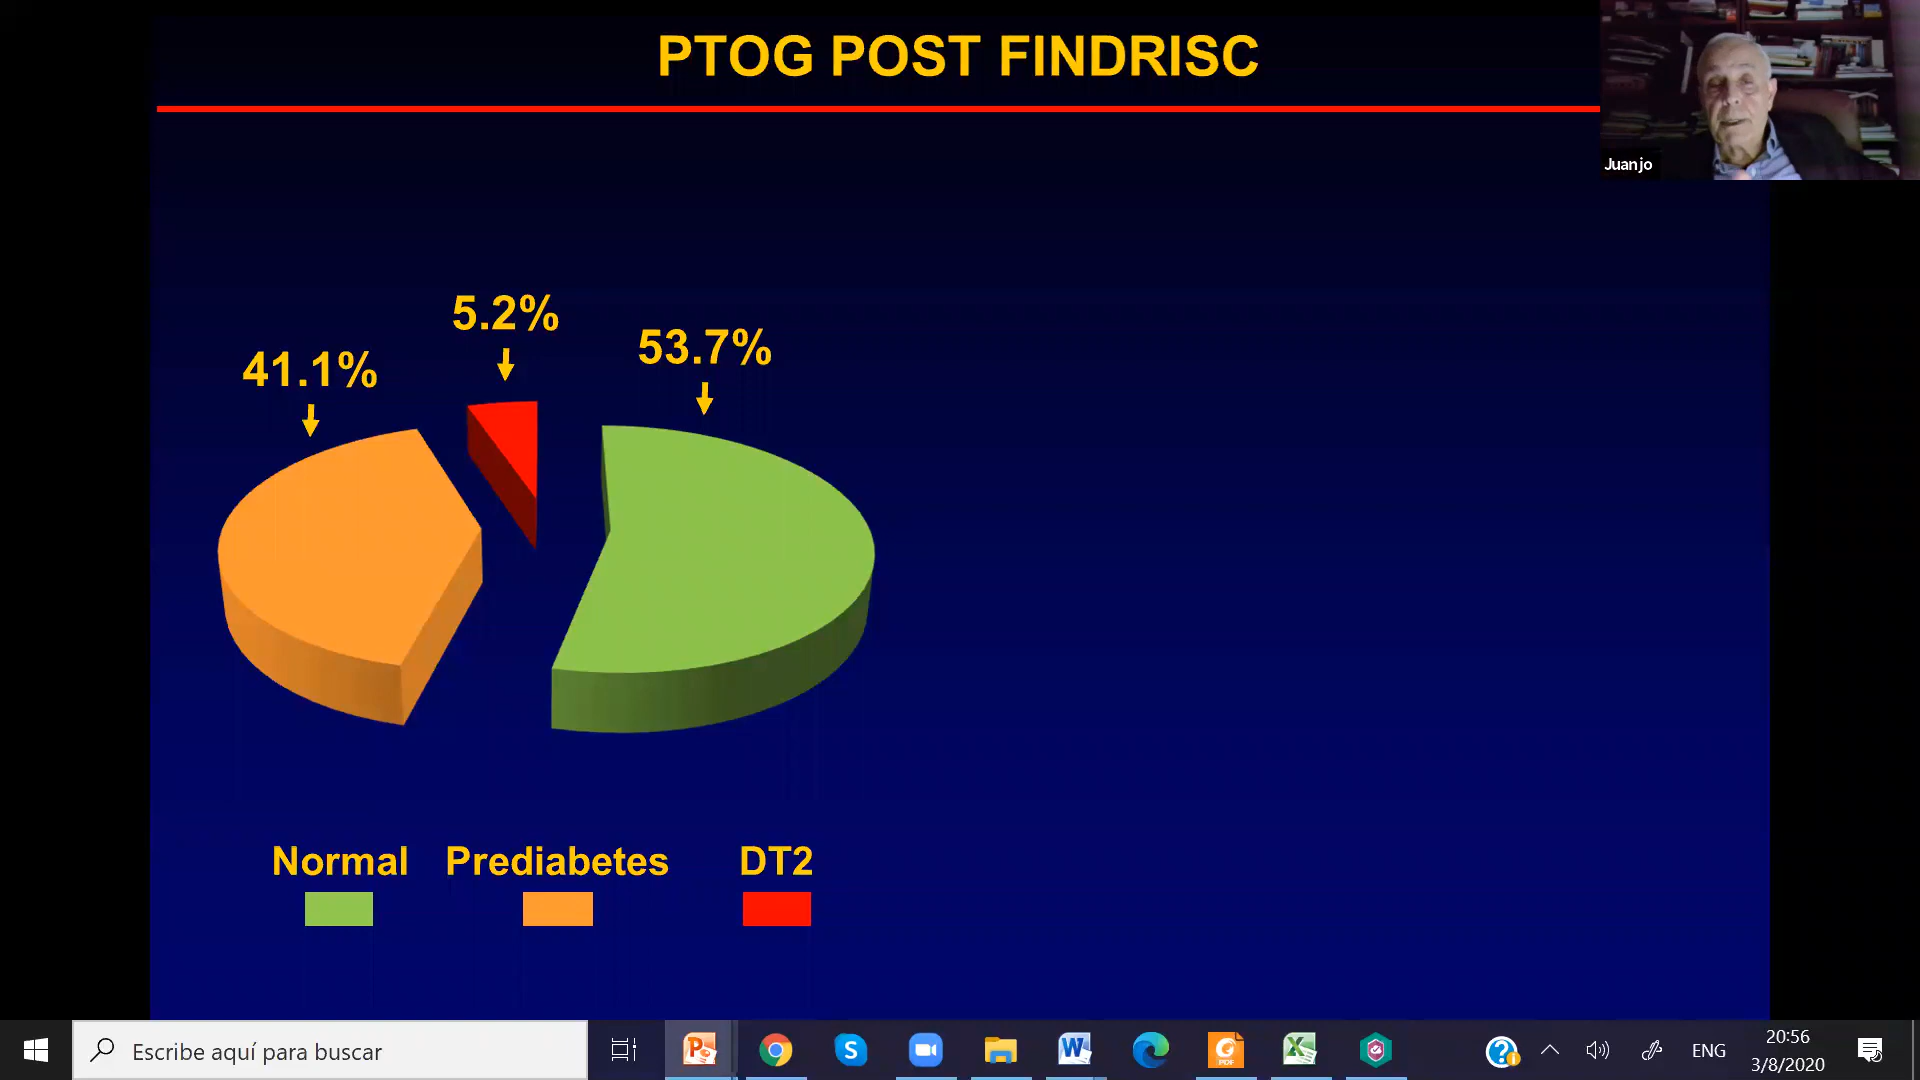 PTOG POST FINDRISC
Juanjo
5.2%
53.7%
41.1%
Normal Prediabetes DT2
Escribe aquí para buscar
ENG
20:56
3/8/2020